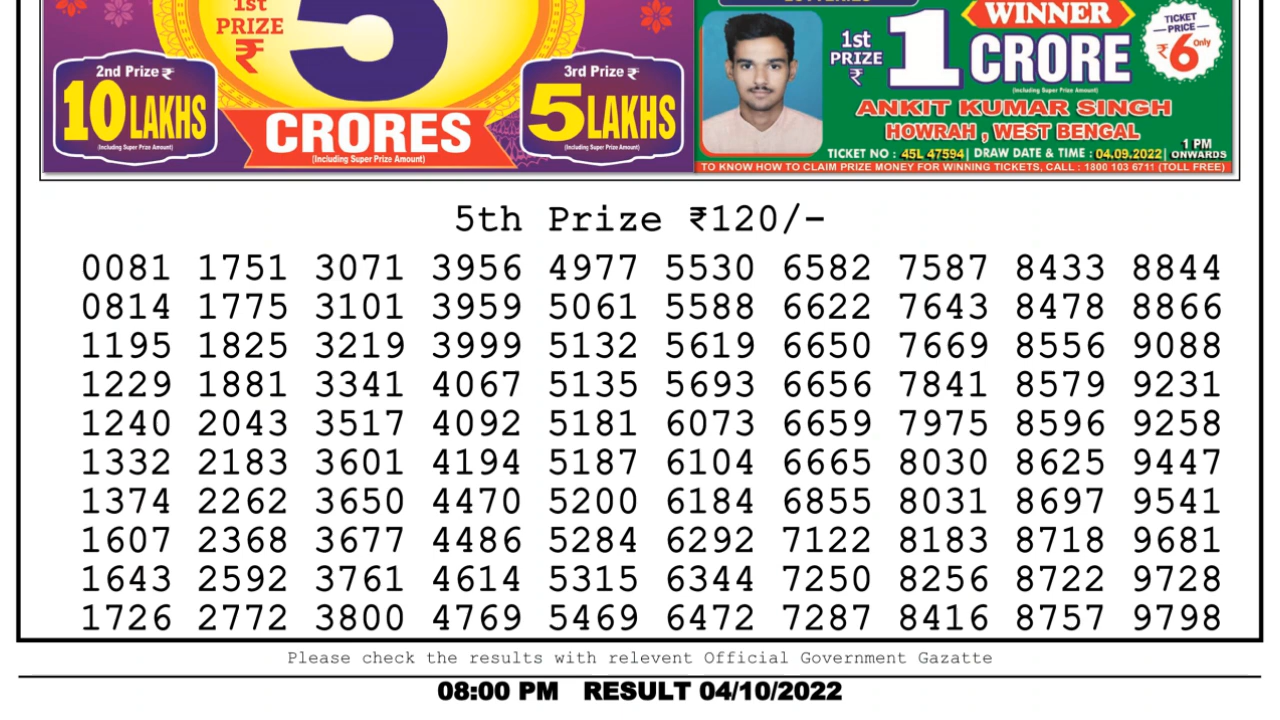 1st
PRIZE
₹
5
CRORES
(Including Super Prize Amount)
2nd Prize ₹
10 LAKHS
(Including Super Prize Amount)
3rd Prize ₹
5 LAKHS
(Including Super Prize Amount)
1st
PRIZE
₹
1
WINNER
CRORE
(Including Super Prize Amount)
TICKET
PRICE
₹6 Only
ANKIT KUMAR SINGH
HOWRAH , WEST BENGAL
TICKET NO : 45L 47594 | DRAW DATE & TIME : 04.09.2022 | 1 PM ONWARDS
TO KNOW HOW TO CLAIM PRIZE MONEY FOR WINNING TICKETS, CALL : 1800 103 6711 (TOLL FREE)
5th Prize ₹120/-
0081 1751 3071 3956 4977 5530 6582 7587 8433 8844
0814 1775 3101 3959 5061 5588 6622 7643 8478 8866
1195 1825 3219 3999 5132 5619 6650 7669 8556 9088
1229 1881 3341 4067 5135 5693 6656 7841 8579 9231
1240 2043 3517 4092 5181 6073 6659 7975 8596 9258
1332 2183 3601 4194 5187 6104 6665 8030 8625 9447
1374 2262 3650 4470 5200 6184 6855 8031 8697 9541
1607 2368 3677 4486 5284 6292 7122 8183 8718 9681
1643 2592 3761 4614 5315 6344 7250 8256 8722 9728
1726 2772 3800 4769 5469 6472 7287 8416 8757 9798
Please check the results with relevent Official Government Gazatte
08:00 PM RESULT 04/10/2022